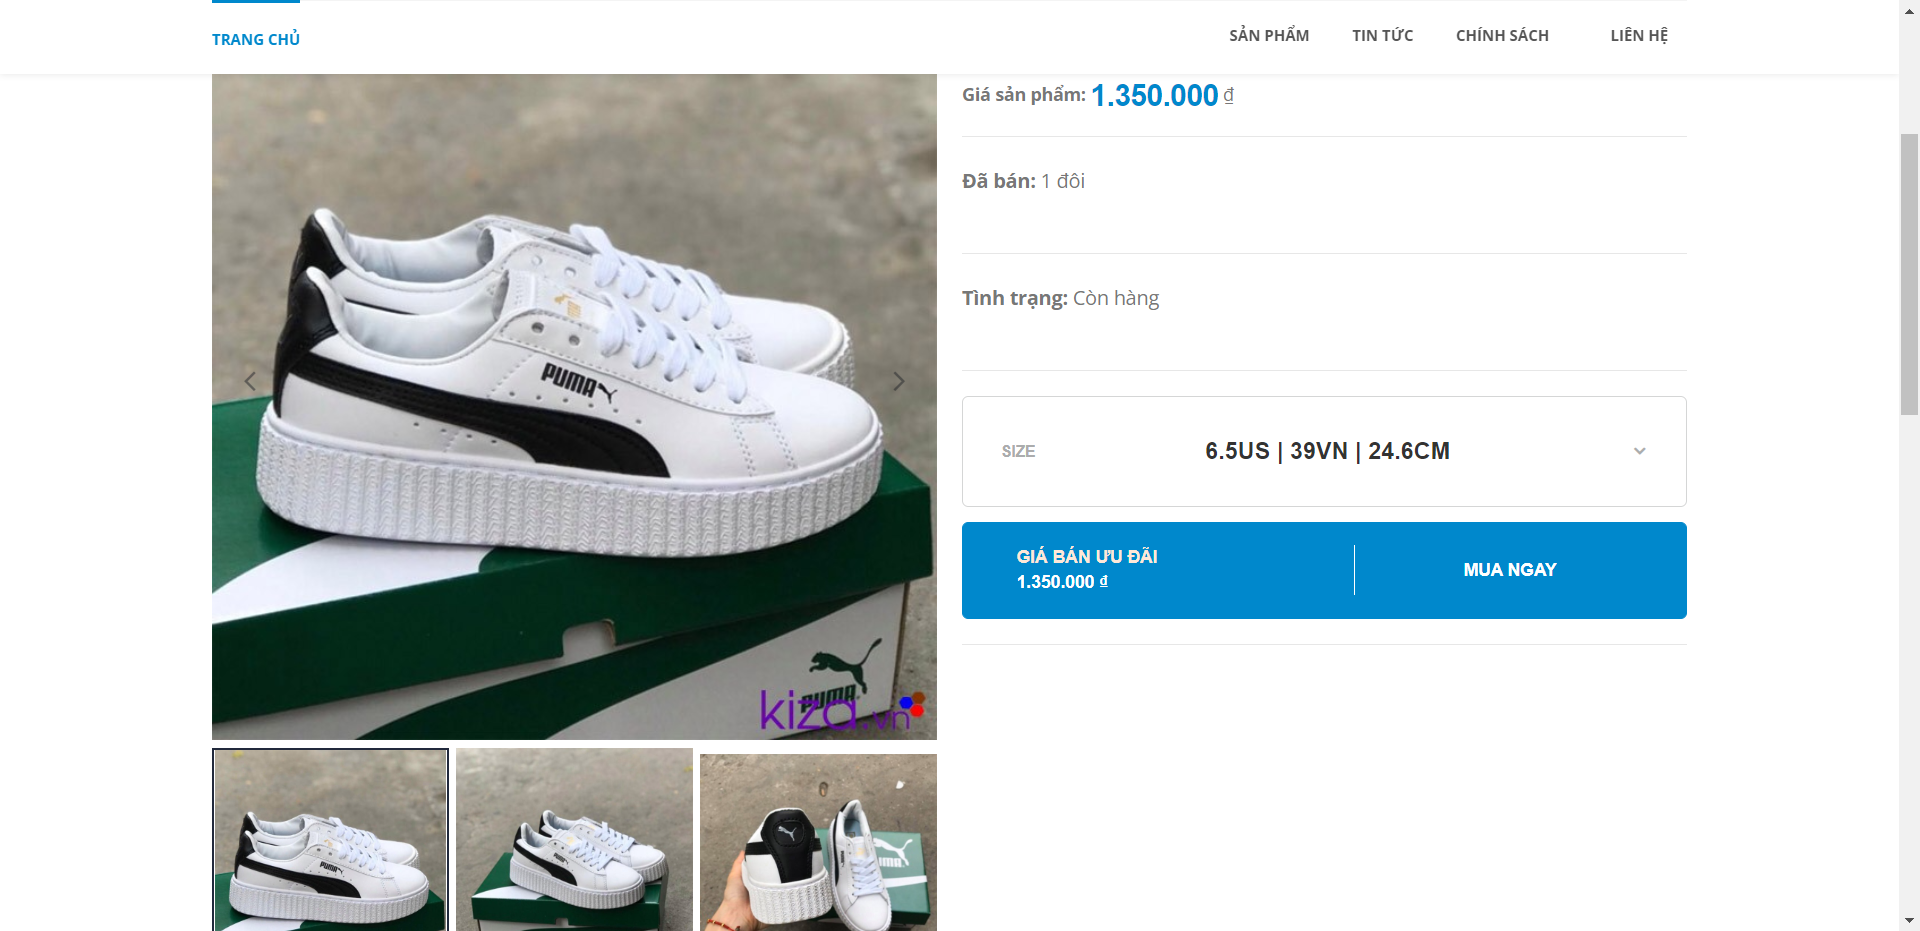 TRANG CHỦ
SẢN PHẨM
TIN TỨC
CHÍNH SÁCH
LIÊN HỆ
Giá sản phẩm: 1.350.000 ₫
Đã bán: 1 đôi
Tình trạng: Còn hàng
SIZE
6.5US | 39VN | 24.6CM
GIÁ BÁN ƯU ĐÃI
1.350.000 ₫
MUA NGAY
PUMA
PUMA
kiza.vn
PUMA